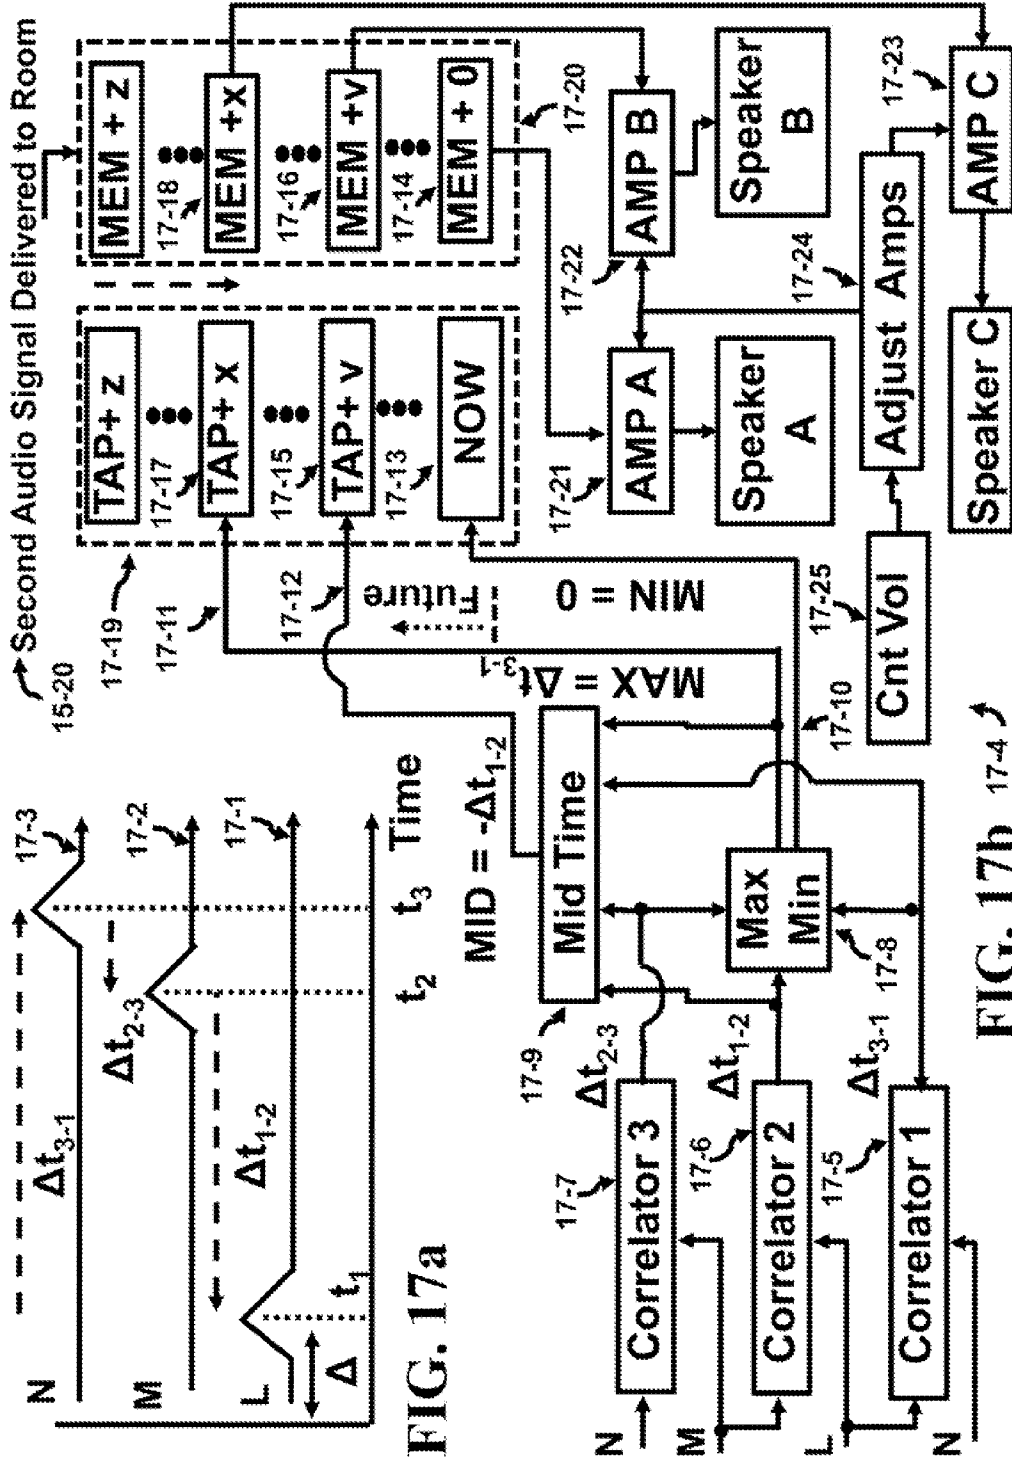 N
M
L
Δt3-1
Δt2-3
Δt1-2
Δ
t1
t2
t3
Time
17-3
17-2
17-1
FIG. 17a
15-20
Second Audio Signal Delivered to Room
17-19
17-11
17-12
TAP+ z
17-17
TAP+ x
17-15
TAP+ v
17-13
NOW
MEM + z
17-18
MEM +x
17-16
MEM +v
17-14
MEM + 0
17-20
Future
MAX = Δt3-1
MIN = 0
MID = -Δt1-2
Mid Time
17-9
Max
Min
17-8
17-10
N
M
L
N
17-7
Correlator 3
Δt2-3
17-6
Correlator 2
Δt1-2
17-5
Correlator 1
Δt3-1
17-21
AMP A
17-22
AMP B
Speaker
A
Speaker
B
17-24
Adjust Amps
17-25
Cnt Vol
17-23
AMP C
Speaker C
FIG. 17b
17-4